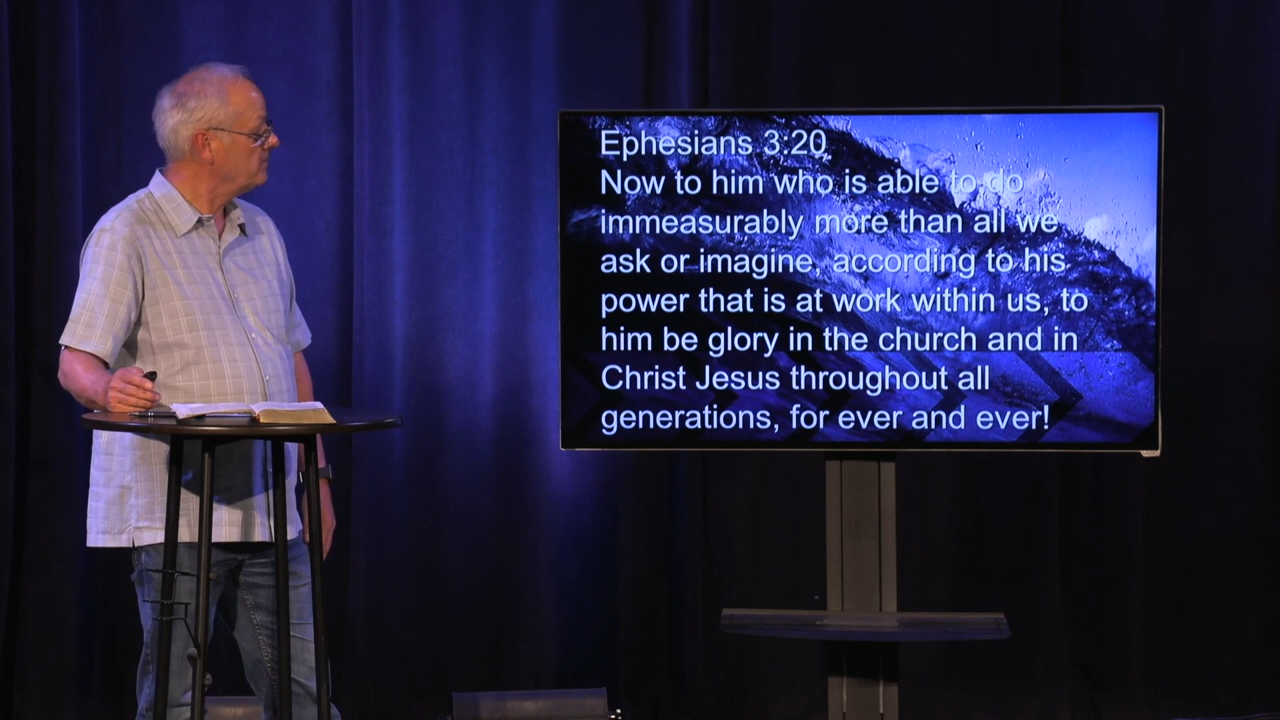 Ephesians 3:20
Now to him who is able to do
immeasurably more than all we
ask or imagine, according to his
power that is at work within us, to
him be glory in the church and in
Christ Jesus throughout all
generations, for ever and ever!